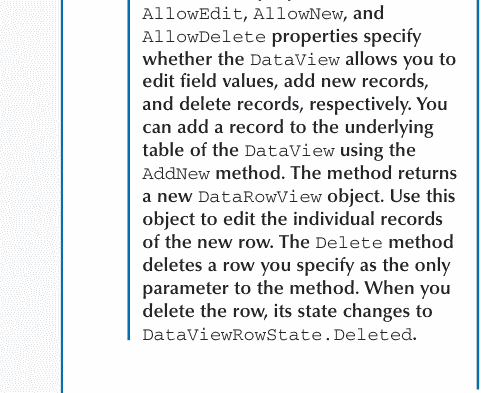 AllowEdit, AllowNew, and
AllowDelete properties specify
whether the DataView allows you to
edit field values, add new records,
and delete records, respectively. You
can add a record to the underlying
table of the DataView using the
AddNew method. The method returns
a new DataRowView object. Use this
object to edit the individual records
of the new row. The Delete method
deletes a row you specify as the only
parameter to the method. When you
delete the row, its state changes to
DataViewRowState.Deleted.